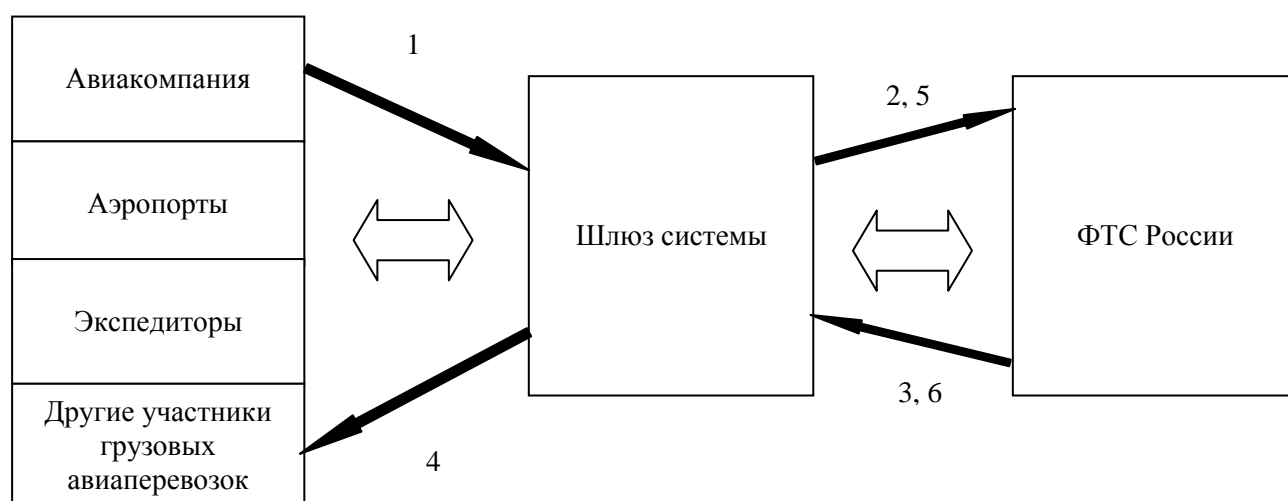 Авиакомпания
Аэропорты
Экспедиторы
Другие участники
грузовых
авиаперевозок
1
4
Шлюз системы
2, 5
3, 6
ФТС России